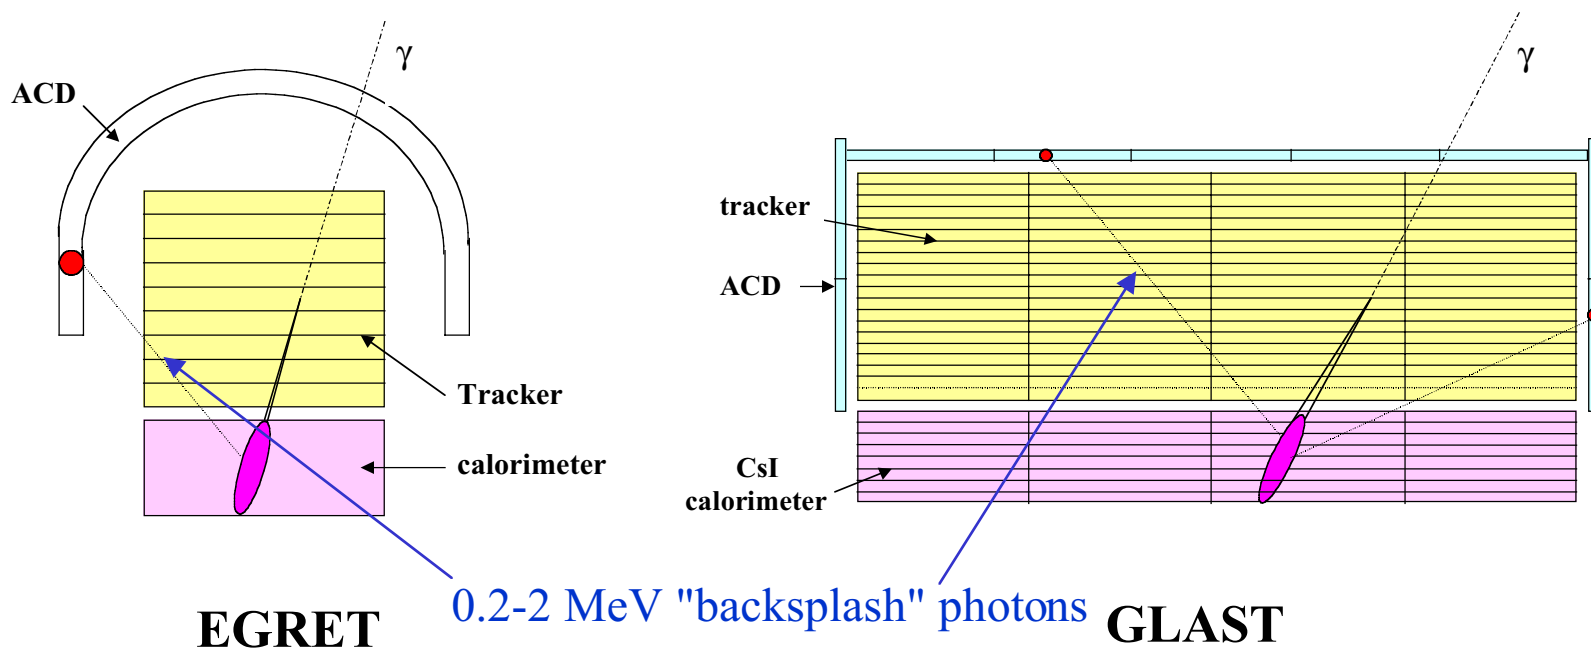 γ
ACD
Tracker
calorimeter
EGRET
γ
tracker
ACD
CsI
calorimeter
0.2-2 MeV "backsplash" photons
GLAST